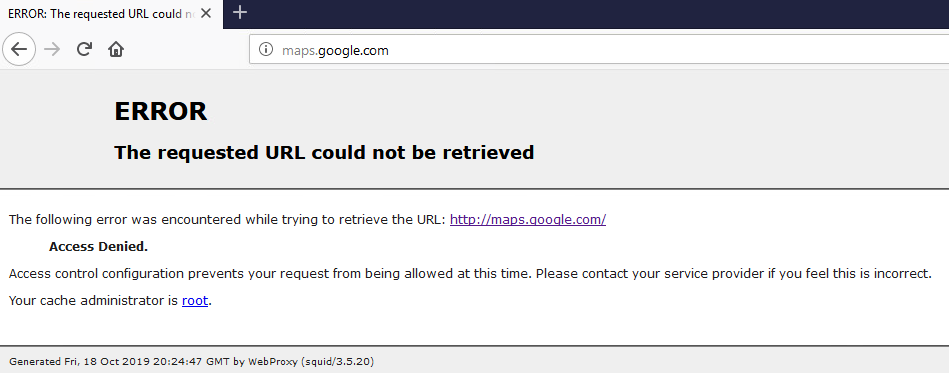 ERROR: The requested URL could n
maps.google.com
ERROR
The requested URL could not be retrieved
The following error was encountered while trying to retrieve the URL: http://maps.google.com/
Access Denied.
Access control configuration prevents your request from being allowed at this time. Please contact your service provider if you feel this is incorrect.
Your cache administrator is root.
Generated Fri, 18 Oct 2019 20:24:47 GMT by WebProxy (squid/3.5.20)